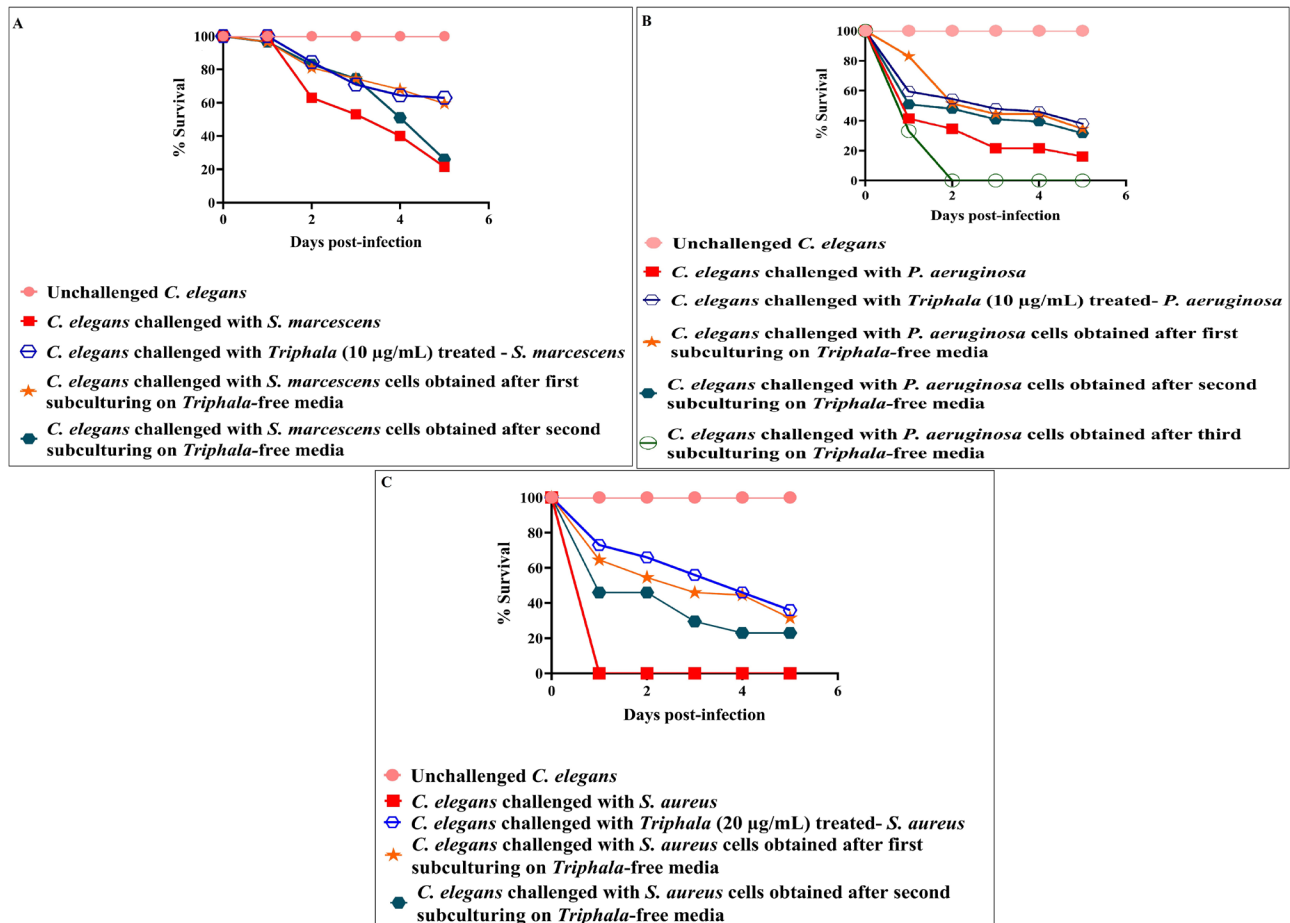 A
100
80
60
40
20
0
% Survival
0 2 4 6
Days post-infection
Unchallenged C. elegans
C. elegans challenged with S. marcescens
C. elegans challenged with Triphala (10 µg/mL) treated - S. marcescens
C. elegans challenged with S. marcescens cells obtained after first
subculturing on Triphala-free media
C. elegans challenged with S. marcescens cells obtained after second
subculturing on Triphala-free media
B
100
80
60
40
20
0
% Survival
0 2 4 6
Days post-infection
Unchallenged C. elegans
C. elegans challenged with P. aeruginosa
C. elegans challenged with Triphala (10 µg/mL) treated- P. aeruginosa
C. elegans challenged with P. aeruginosa cells obtained after first
subculturing on Triphala-free media
C. elegans challenged with P. aeruginosa cells obtained after second
subculturing on Triphala-free media
C. elegans challenged with P. aeruginosa cells obtained after third
subculturing on Triphala-free media
C
100
80
60
40
20
0
% Survival
0 2 4 6
Days post-infection
Unchallenged C. elegans
C. elegans challenged with S. aureus
C. elegans challenged with Triphala (20 µg/mL) treated- S. aureus
C. elegans challenged with S. aureus cells obtained after first
subculturing on Triphala-free media
C. elegans challenged with S. aureus cells obtained after second
subculturing on Triphala-free media